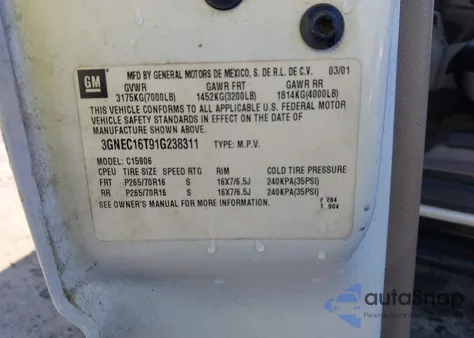 GM
MFD BY GENERAL MOTORS DE MEXICO, S. DE R.L. DE C.V. 03/01
GVWR GAWR FRT GAWR RR
3175KG(7000LB) 1452KG(3200LB) 1814KG(4000LB)
THIS VEHICLE CONFORMS TO ALL APPLICABLE U.S. FEDERAL MOTOR
VEHICLE SAFETY STANDARDS IN EFFECT ON THE DATE OF
MANUFACTURE SHOWN ABOVE.
3GNEC16T91G238311 TYPE: M.P.V.
MODEL: C15906
CPEU TIRE SIZE SPEED RTG RIM COLD TIRE PRESSURE
FRT P265/70R16 S 16X7/6.5J 240KPA(35PSI)
RR P265/70R16 S 16X7/6.5J 240KPA(35PSI)
SEE OWNER'S MANUAL FOR MORE INFORMATION.
autoSnap